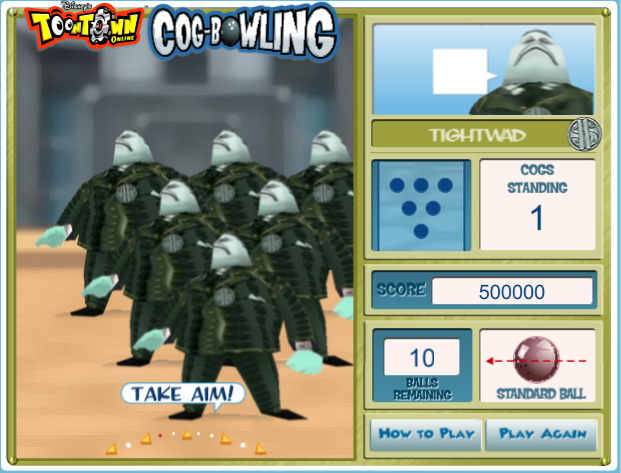 Disney's
TOONTOWN
ONLINE
COG-BOWLING
TIGHTWAD
COGS
STANDING
1
SCORE 500000
10
BALLS
REMAINING
STANDARD BALL
TAKE AIM!
HOW TO PLAY
PLAY AGAIN